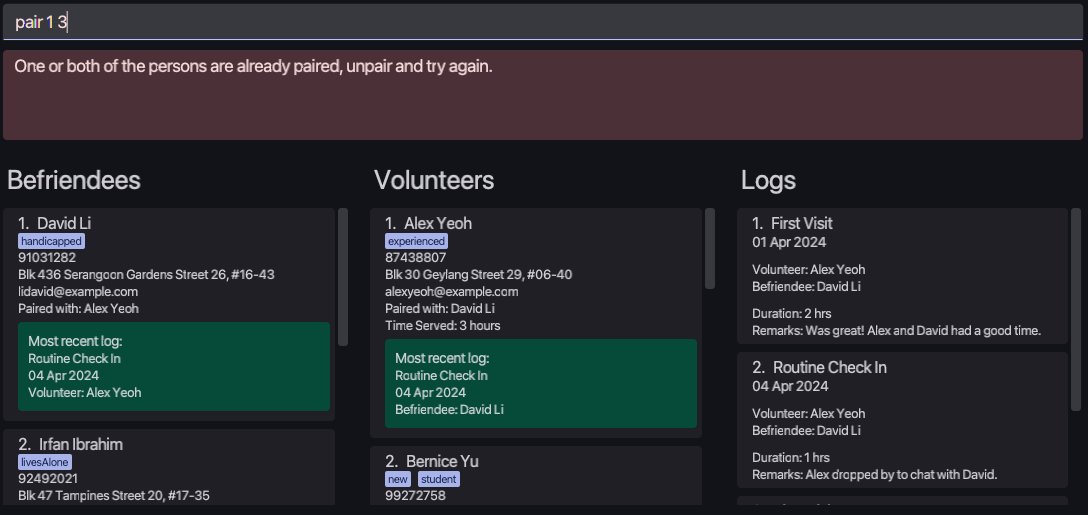 pair 1 3
One or both of the persons are already paired, unpair and try again.
Befriendees
1. David Li
handicapped
91031282
Blk 436 Serangoon Gardens Street 26, #16-43
lidavid@example.com
Paired with: Alex Yeoh
Most recent log:
Routine Check In
04 Apr 2024
Volunteer: Alex Yeoh
2. Irfan Ibrahim
livesAlone
92492021
Blk 47 Tampines Street 20, #17-35
Volunteers
1. Alex Yeoh
experienced
87438807
Blk 30 Geylang Street 29, #06-40
alexyeoh@example.com
Paired with: David Li
Time Served: 3 hours
Most recent log:
Routine Check In
04 Apr 2024
Befriendee: David Li
2. Bernice Yu
new student
99272758
Logs
1. First Visit
01 Apr 2024
Volunteer: Alex Yeoh
Befriendee: David Li
Duration: 2 hrs
Remarks: Was great! Alex and David had a good time.
2. Routine Check In
04 Apr 2024
Volunteer: Alex Yeoh
Befriendee: David Li
Duration: 1 hrs
Remarks: Alex dropped by to chat with David.